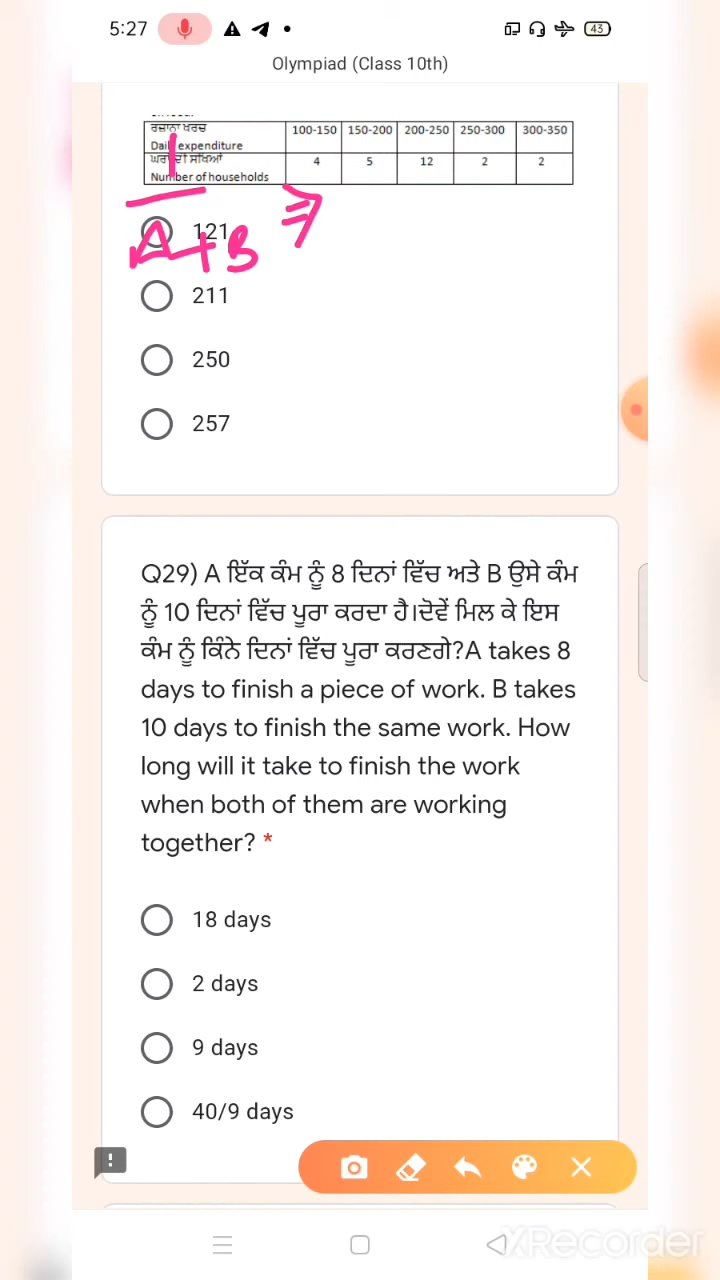 5:27
43
Olympiad (Class 10th)
ਰਜ਼ਾਨਾ ਖਰਚ 100-150 150-200 200-250 250-300 300-350
Daily expenditure
4 5 12 2 2
Number of households
1
A+B ⇒
121
211
250
257
Q29) A ਇੱਕ ਕੰਮ ਨੂੰ 8 ਦਿਨਾਂ ਵਿੱਚ ਅਤੇ B ਉਸੇ ਕੰਮ
ਨੂੰ 10 ਦਿਨਾਂ ਵਿੱਚ ਪੂਰਾ ਕਰਦਾ ਹੈ।ਦੋਵੇਂ ਮਿਲ ਕੇ ਇਸ
ਕੰਮ ਨੂੰ ਕਿੰਨੇ ਦਿਨਾਂ ਵਿੱਚ ਪੂਰਾ ਕਰਣਗੇ?A takes 8
days to finish a piece of work. B takes
10 days to finish the same work. How
long will it take to finish the work
when both of them are working
together? *
18 days
2 days
9 days
40/9 days
XRecorder